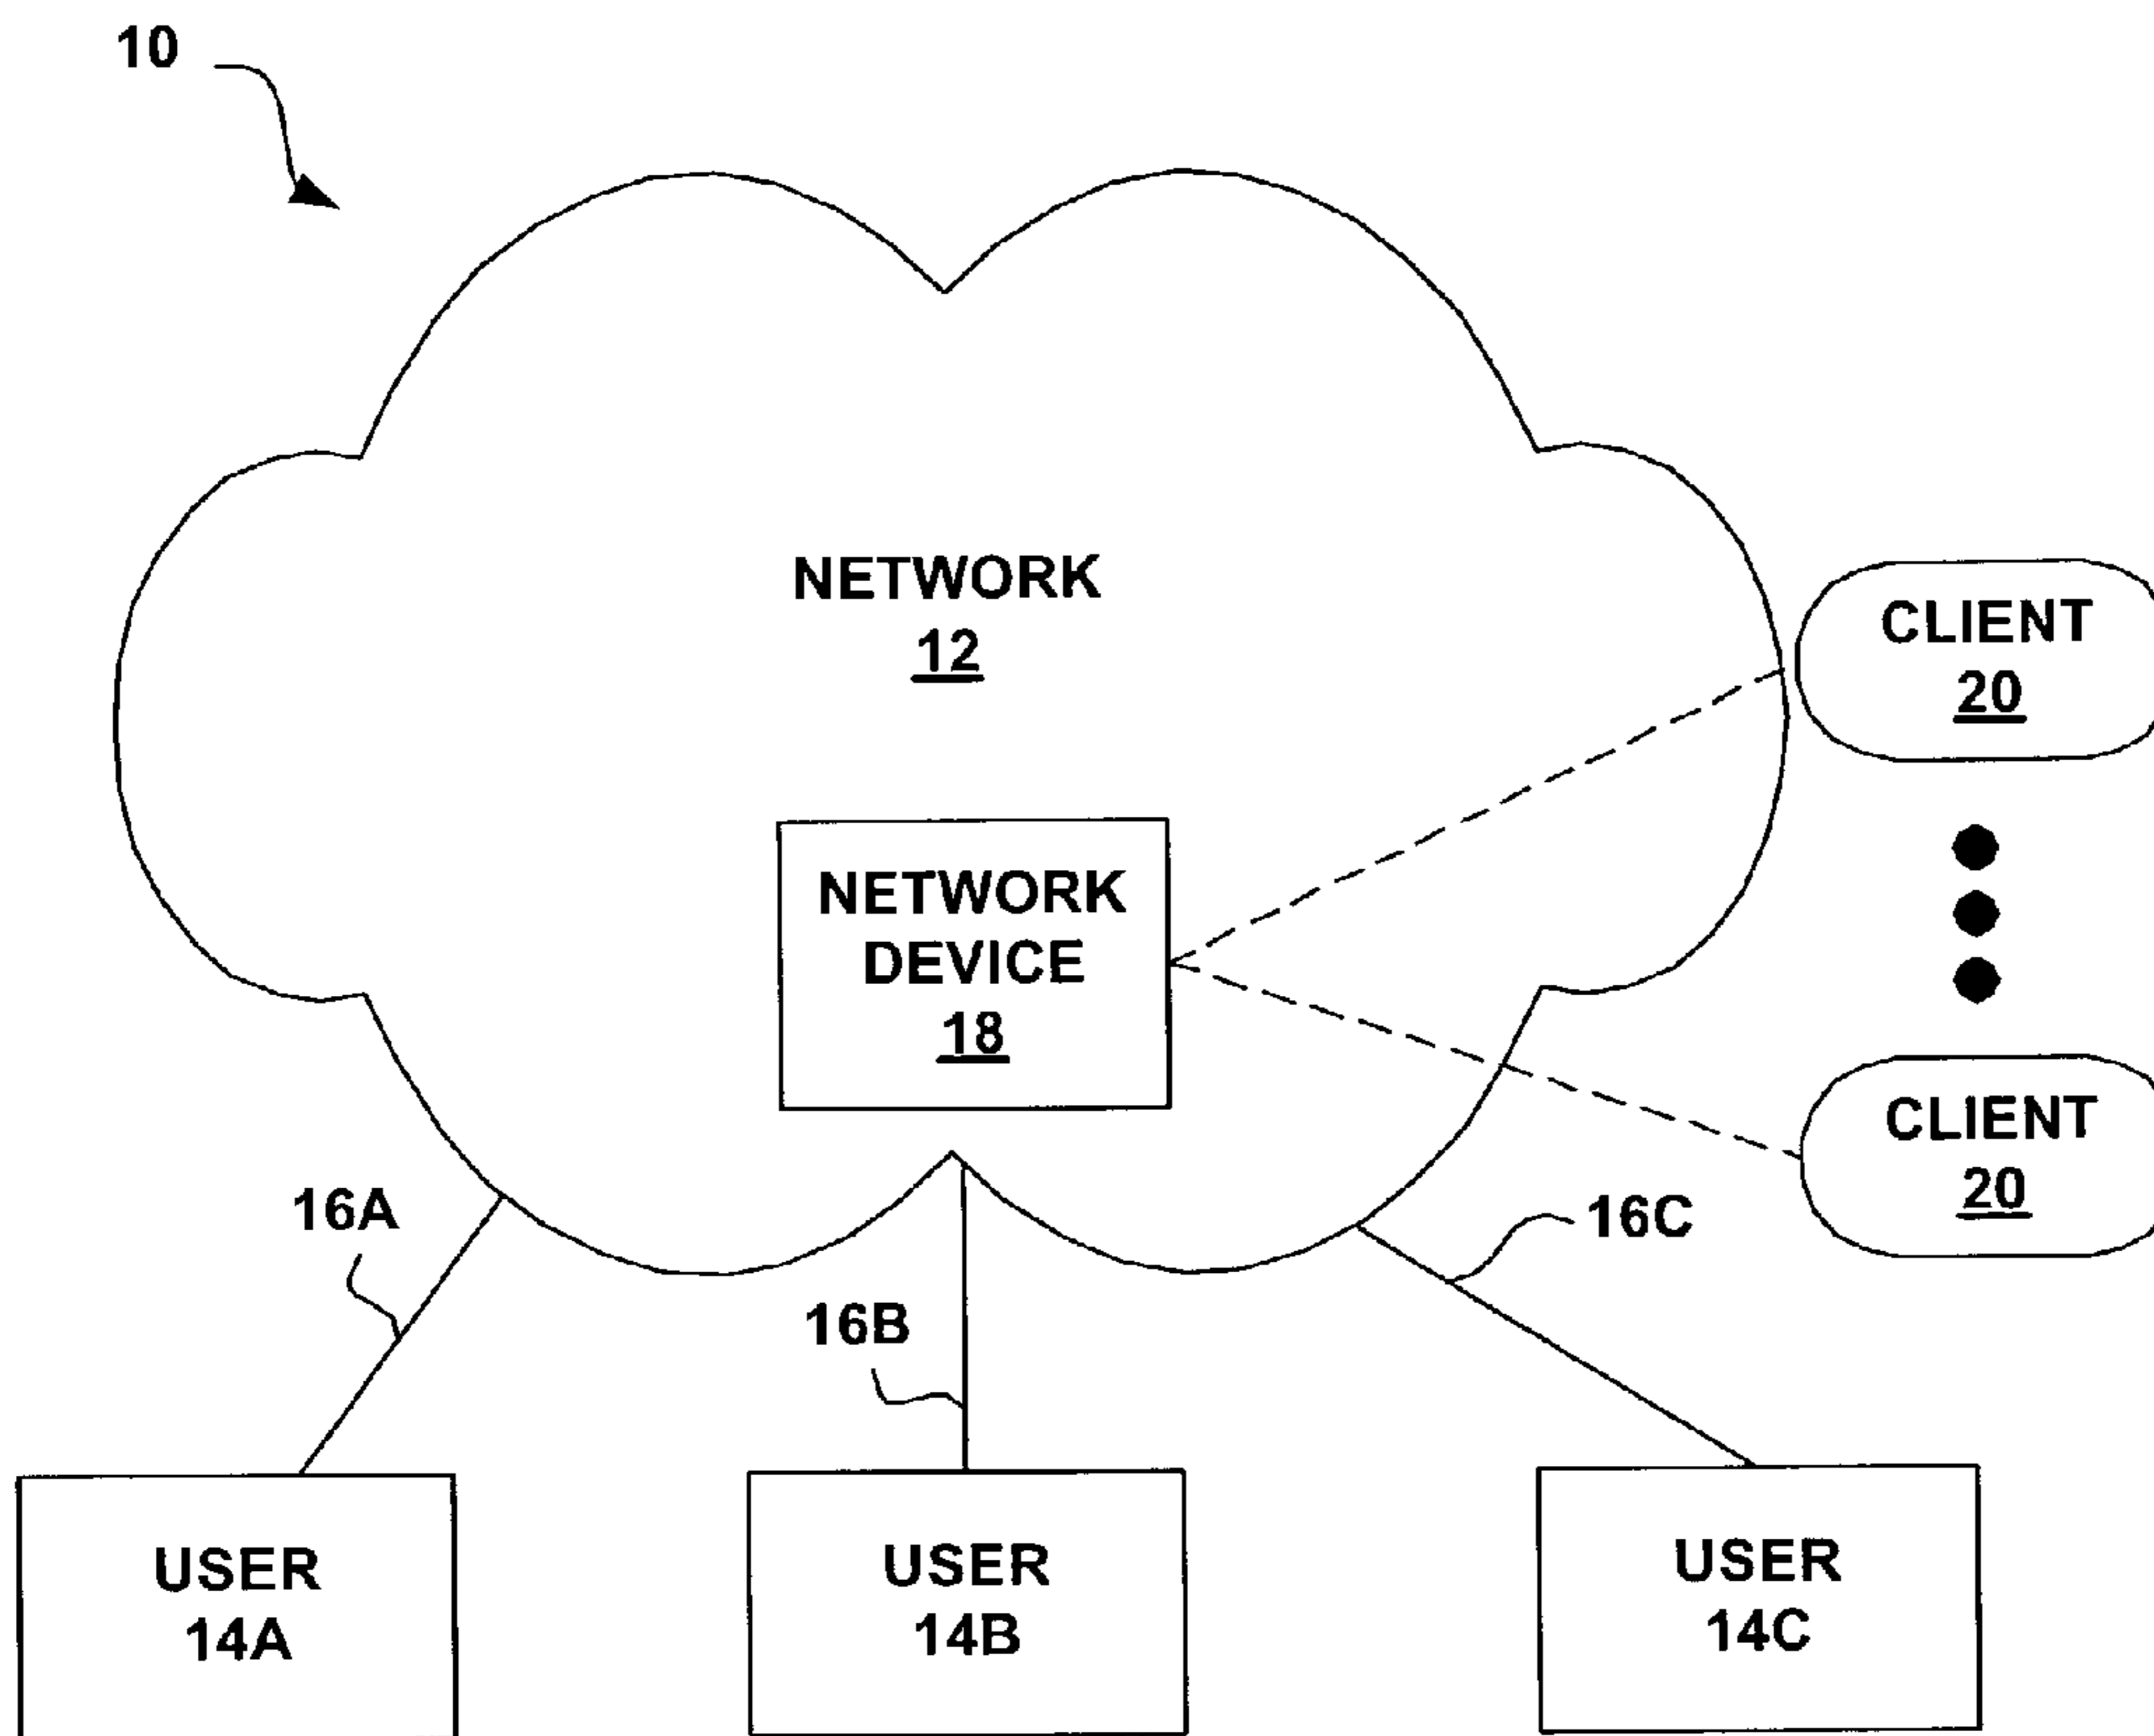 10
NETWORK
12
CLIENT
20
NETWORK
DEVICE
18
CLIENT
20
16A
16C
16B
USER
14A
USER
14B
USER
14C